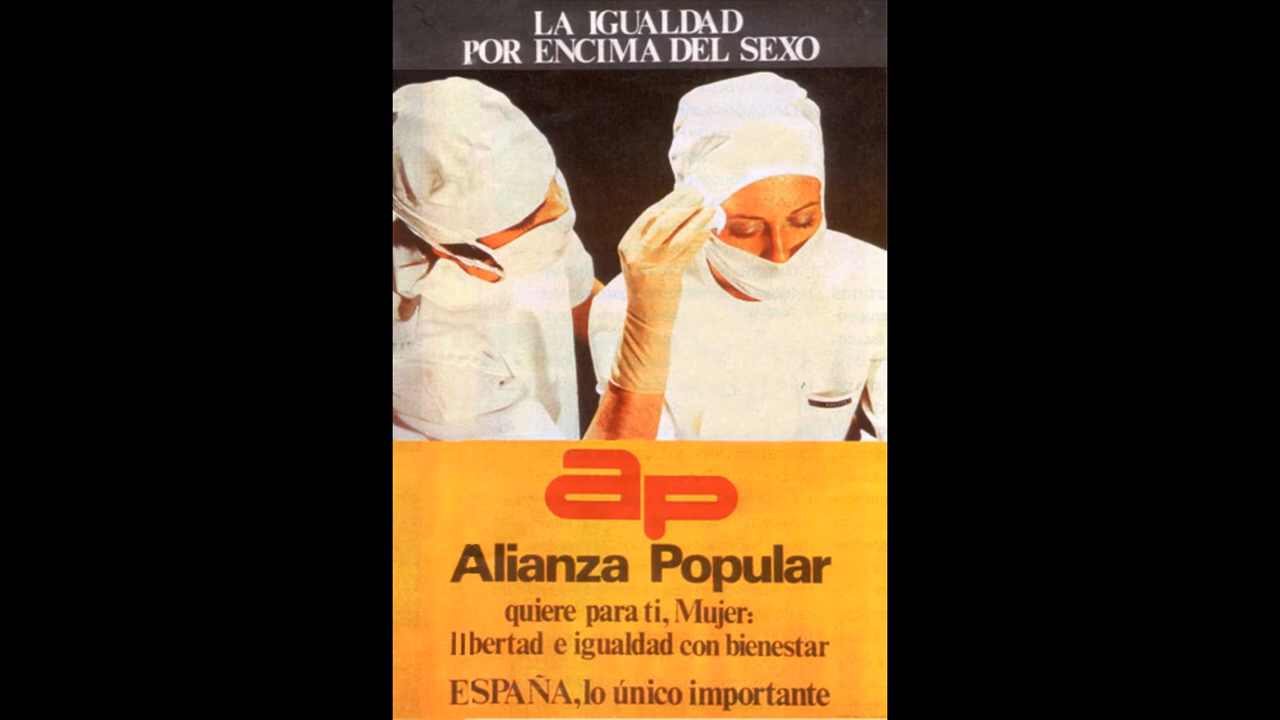 LA IGUALDAD
POR ENCIMA DEL SEXO
ap
Alianza Popular
quiere para ti, Mujer:
libertad e igualdad con bienestar
ESPAÑA, lo único importante